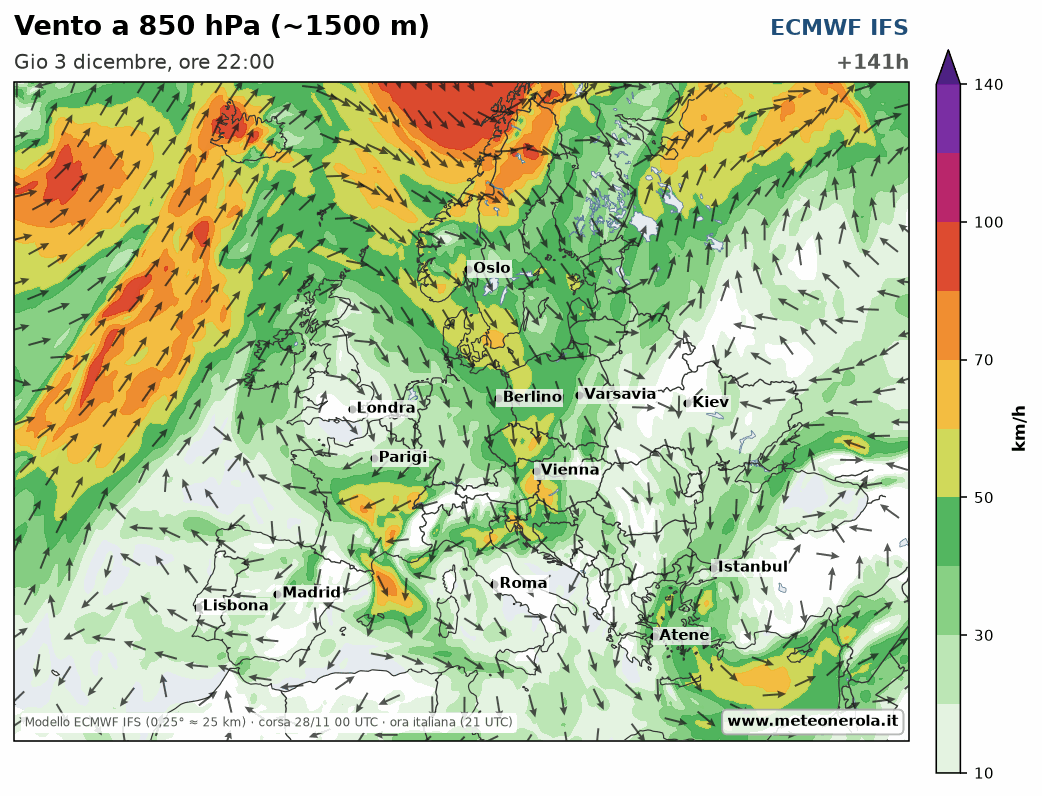 Vento a 850 hPa (~1500 m)
ECMWF IFS
Gio 3 dicembre, ore 22:00
+141h
140
100
70
50
30
10
km/h
Oslo
Berlino
Varsavia
Kiev
Londra
Parigi
Vienna
Istanbul
Roma
Madrid
Lisbona
Atene
Modello ECMWF IFS (0,25° ≈ 25 km) · corsa 28/11 00 UTC · ora italiana (21 UTC)
www.meteonerola.it